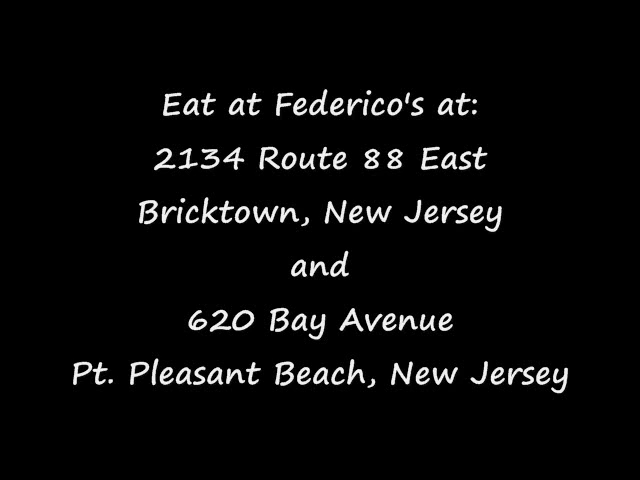 Eat at Federico's at:
2134 Route 88 East
Bricktown, New Jersey
and
620 Bay Avenue
Pt. Pleasant Beach, New Jersey